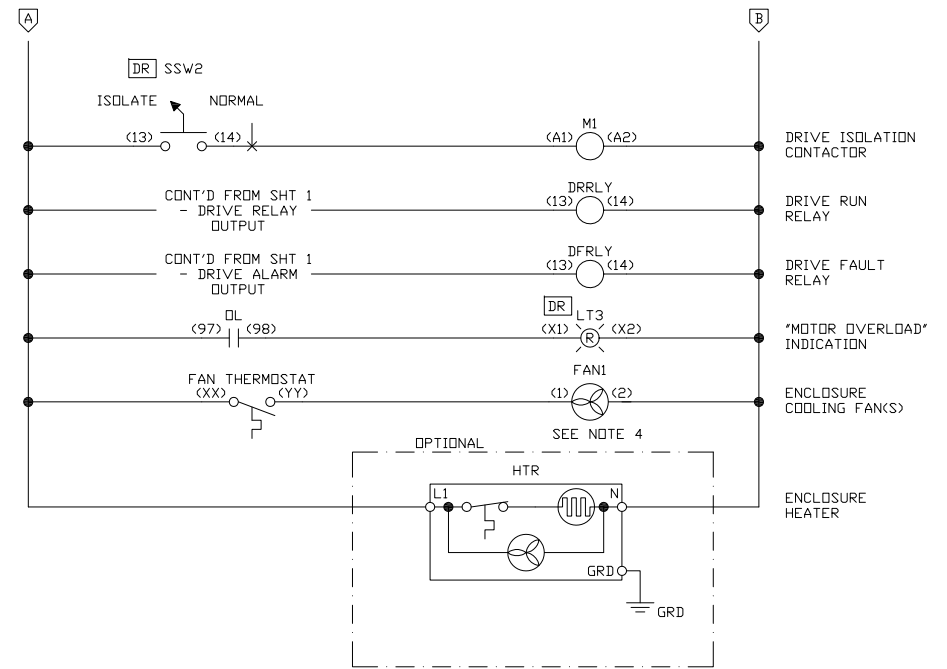 A B
DR SSW2
ISOLATE NORMAL
(13) (14) M1 (A1) (A2) DRIVE ISOLATION
CONTACTOR
CONT'D FROM SHT 1
- DRIVE RELAY
OUTPUT
DRRLY
(13) (14)
DRIVE RUN
RELAY
CONT'D FROM SHT 1
- DRIVE ALARM
OUTPUT
DFRLY
(13) (14)
DRIVE FAULT
RELAY
OL
(97) (98)
DR
LT3
(X1) R (X2)
"MOTOR OVERLOAD"
INDICATION
FAN THERMOSTAT
(XX) (YY)
FAN1
(1) (2)
SEE NOTE 4
ENCLOSURE
COOLING FAN(S)
OPTIONAL
HTR
L1 N
GRD
GRD
ENCLOSURE
HEATER